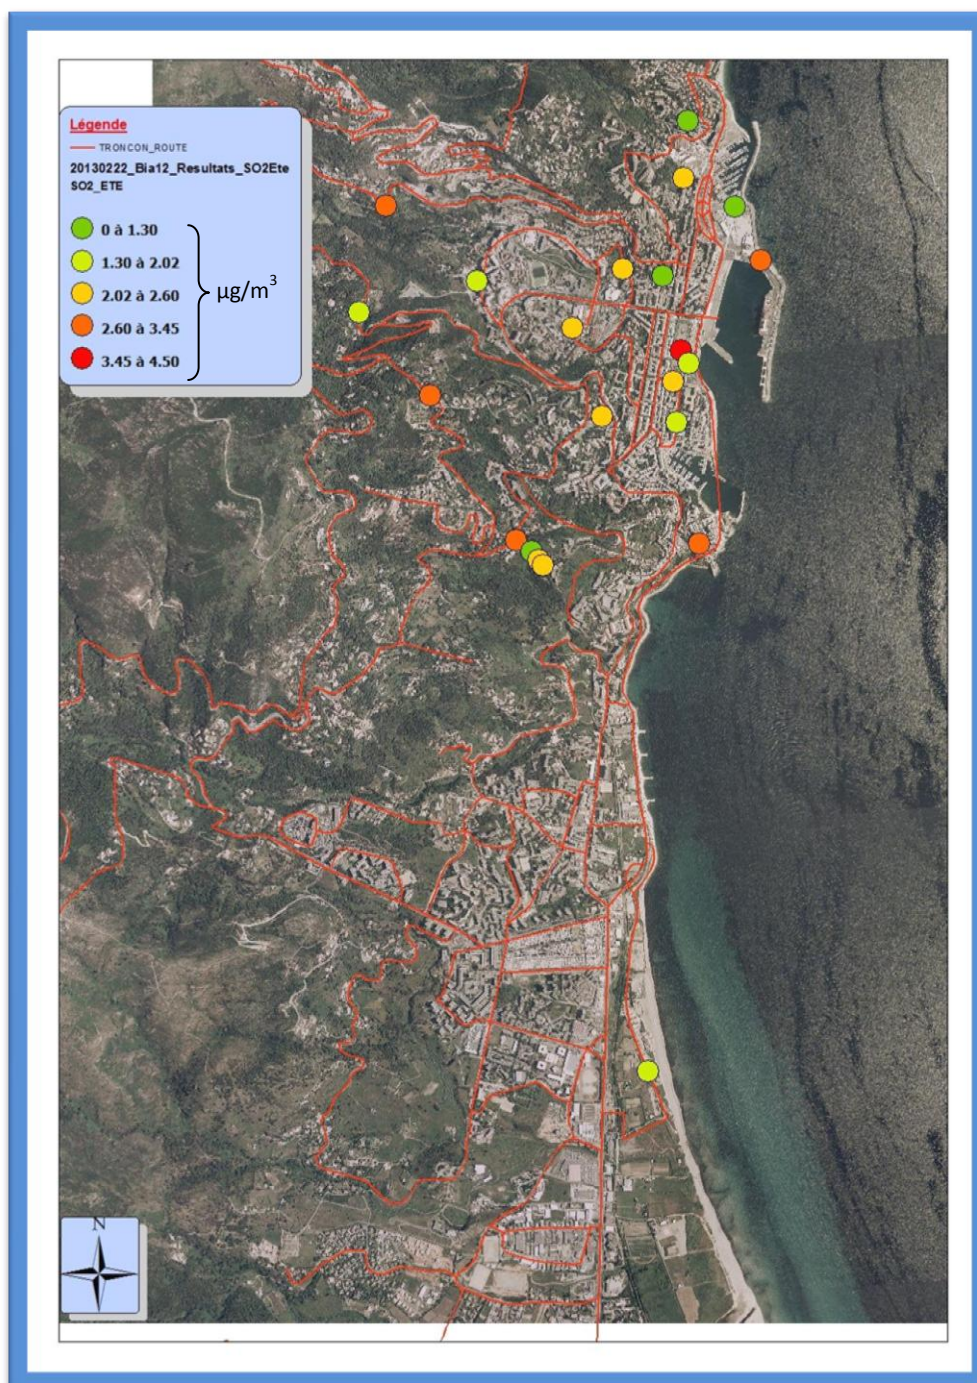 Légende
TRONCON_ROUTE
20130222_Bia12_Resultats_SO2Ete
SO2_ETE
0 à 1.30
1.30 à 2.02
2.02 à 2.60
2.60 à 3.45
3.45 à 4.50
µg/m³
N